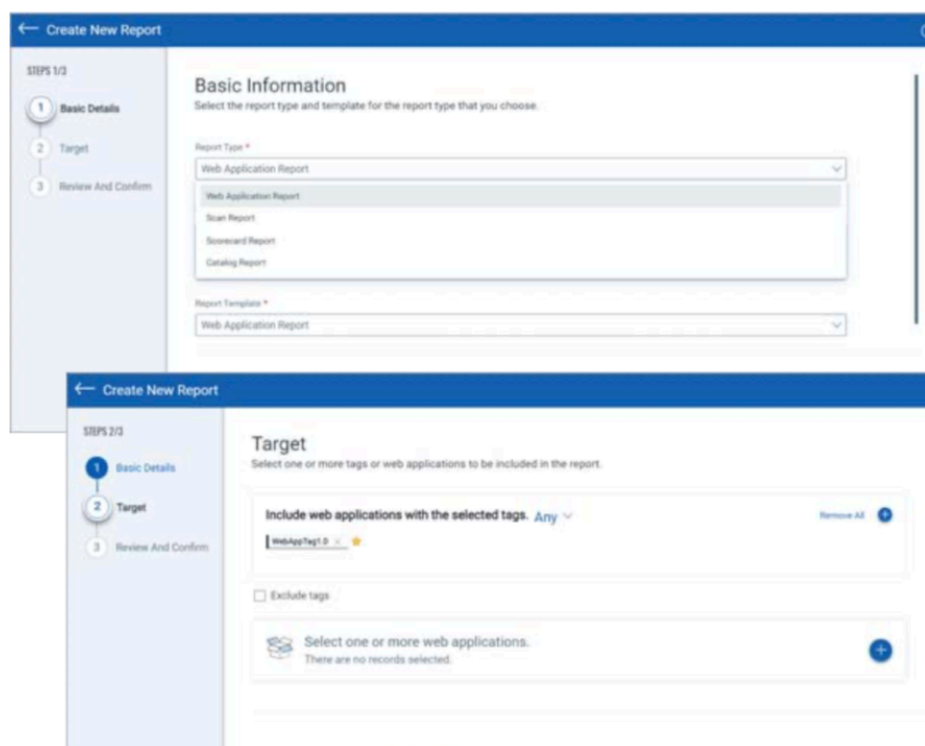 Create New Report
STEPS 1/3
1 Basic Details
2 Target
3 Review And Confirm
Basic Information
Select the report type and template for the report type that you choose.
Report Type *
Web Application Report
Web Application Report
Scan Report
Scorecard Report
Catalog Report
Report Template *
Web Application Report
Create New Report
STEPS 2/3
1 Basic Details
2 Target
3 Review And Confirm
Target
Select one or more tags or web applications to be included in the report.
Include web applications with the selected tags. Any
Remove All
WebAppTag1.0
Exclude tags
Select one or more web applications.
There are no records selected.